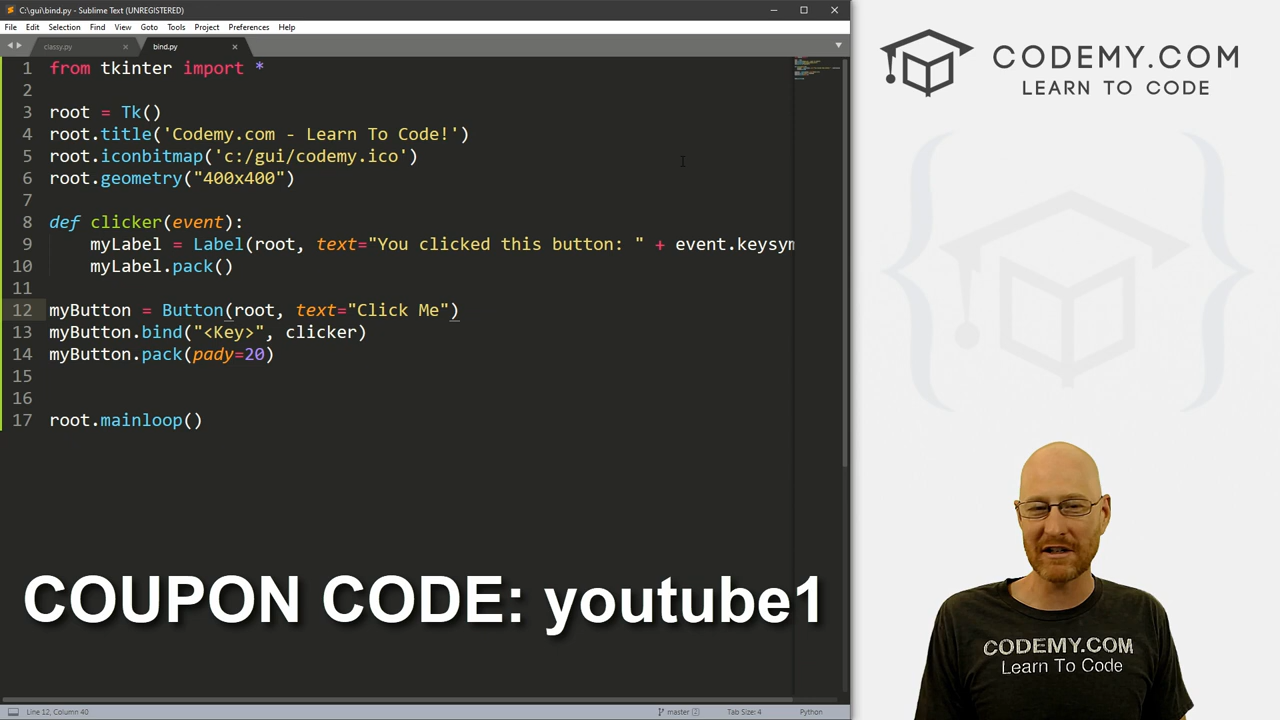 C:\gui\bind.py - Sublime Text (UNREGISTERED)
File Edit Selection Find View Goto Tools Project Preferences Help
classy.py bind.py
1 from tkinter import *
2
3 root = Tk()
4 root.title('Codemy.com - Learn To Code!')
5 root.iconbitmap('c:/gui/codemy.ico')
6 root.geometry("400x400")
7
8 def clicker(event):
9 myLabel = Label(root, text="You clicked this button: " + event.keysym
10 myLabel.pack()
11
12 myButton = Button(root, text="Click Me")
13 myButton.bind("<Key>", clicker)
14 myButton.pack(pady=20)
15
16
17 root.mainloop()
COUPON CODE: youtube1
Line 12, Column 40 master 2 Tab Size: 4 Python
CODEMY.COM
LEARN TO CODE
CODEMY.COM
Learn To Code